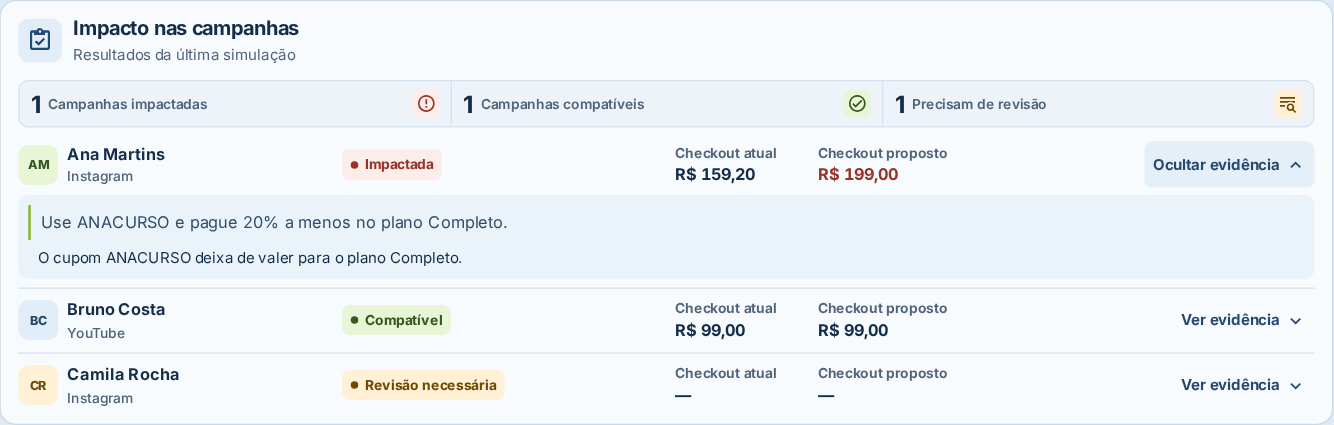 Impacto nas campanhas
Resultados da última simulação
1 Campanhas impactadas
1 Campanhas compatíveis
1 Precisam de revisão
AM
Ana Martins
Instagram
Impactada
Checkout atual
R$ 159,20
Checkout proposto
R$ 199,00
Ocultar evidência
Use ANACURSO e pague 20% a menos no plano Completo.
O cupom ANACURSO deixa de valer para o plano Completo.
BC
Bruno Costa
YouTube
Compatível
Checkout atual
R$ 99,00
Checkout proposto
R$ 99,00
Ver evidência
CR
Camila Rocha
Instagram
Revisão necessária
Checkout atual
—
Checkout proposto
—
Ver evidência